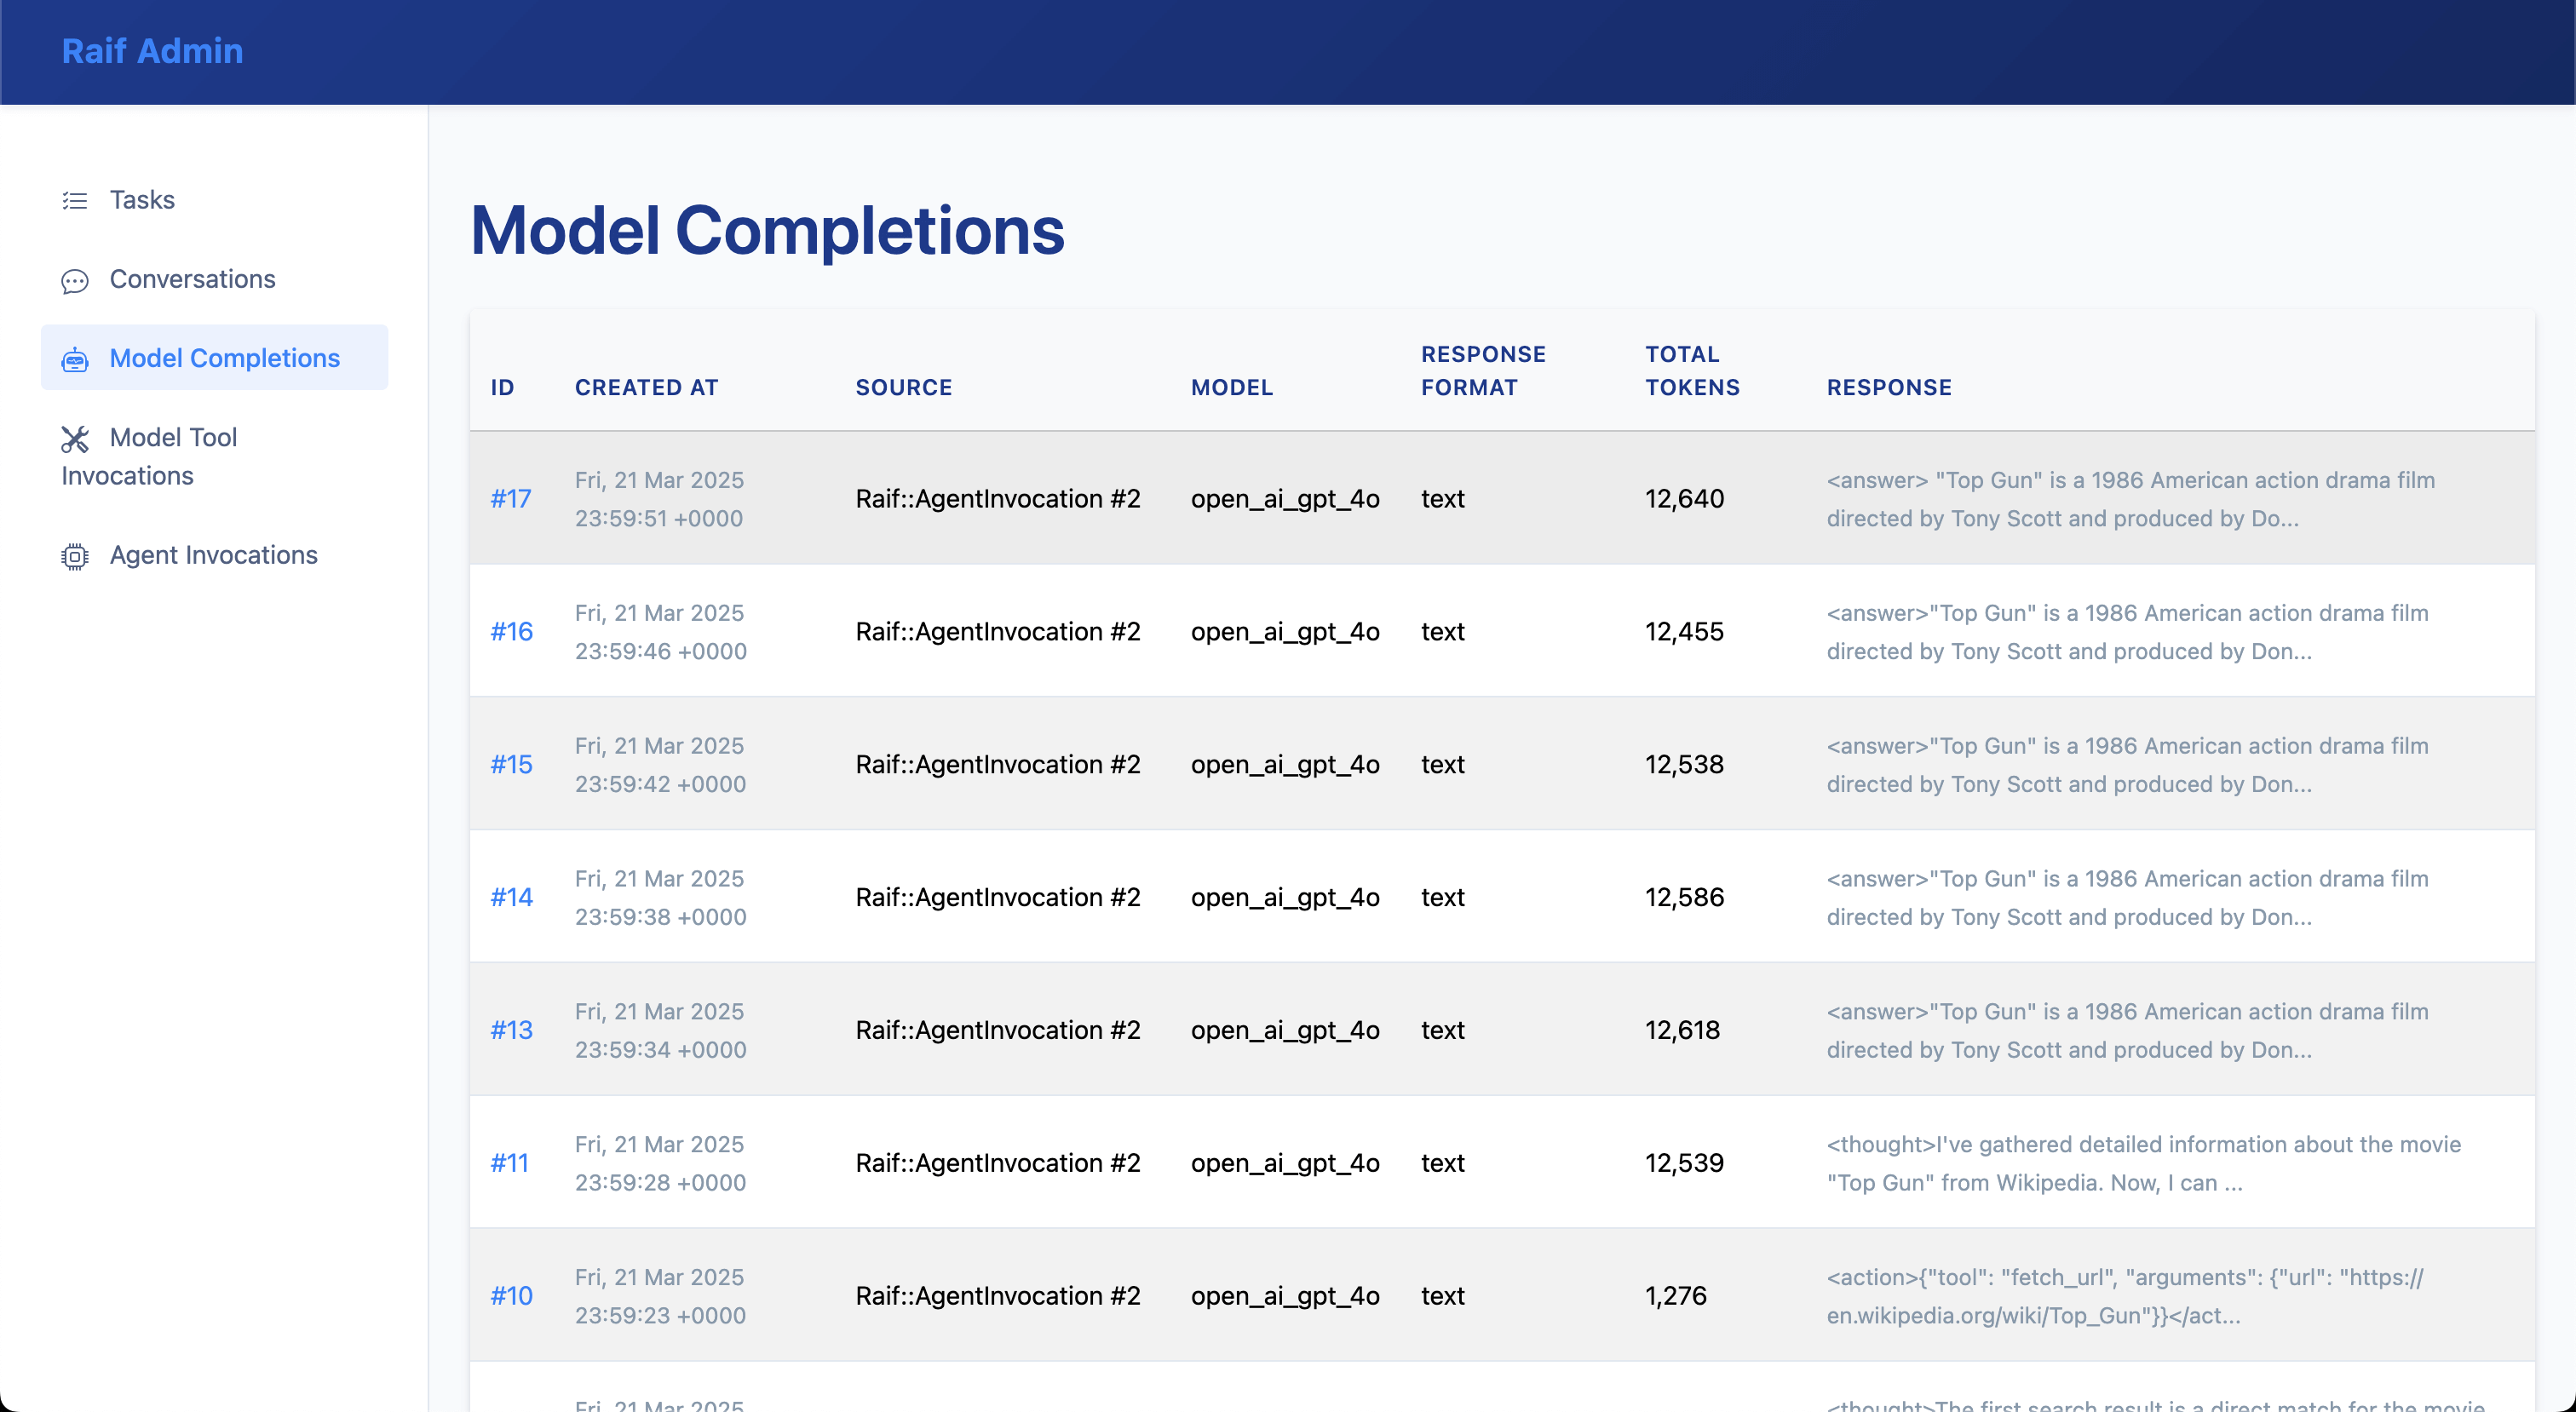 Raif Admin
Tasks
Conversations
Model Completions
Model Tool
Invocations
Agent Invocations
Model Completions
ID CREATED AT SOURCE MODEL RESPONSE FORMAT TOTAL TOKENS RESPONSE
#17 Fri, 21 Mar 2025 Raif::AgentInvocation #2 open_ai_gpt_4o text 12,640 <answer> "Top Gun" is a 1986 American action drama film
23:59:51 +0000 directed by Tony Scott and produced by Do...
#16 Fri, 21 Mar 2025 Raif::AgentInvocation #2 open_ai_gpt_4o text 12,455 <answer>"Top Gun" is a 1986 American action drama film
23:59:46 +0000 directed by Tony Scott and produced by Don...
#15 Fri, 21 Mar 2025 Raif::AgentInvocation #2 open_ai_gpt_4o text 12,538 <answer>"Top Gun" is a 1986 American action drama film
23:59:42 +0000 directed by Tony Scott and produced by Don...
#14 Fri, 21 Mar 2025 Raif::AgentInvocation #2 open_ai_gpt_4o text 12,586 <answer>"Top Gun" is a 1986 American action drama film
23:59:38 +0000 directed by Tony Scott and produced by Don...
#13 Fri, 21 Mar 2025 Raif::AgentInvocation #2 open_ai_gpt_4o text 12,618 <answer>"Top Gun" is a 1986 American action drama film
23:59:34 +0000 directed by Tony Scott and produced by Don...
#11 Fri, 21 Mar 2025 Raif::AgentInvocation #2 open_ai_gpt_4o text 12,539 <thought>I've gathered detailed information about the movie
23:59:28 +0000 "Top Gun" from Wikipedia. Now, I can ...
#10 Fri, 21 Mar 2025 Raif::AgentInvocation #2 open_ai_gpt_4o text 1,276 <action>{"tool": "fetch_url", "arguments": {"url": "https://
23:59:23 +0000 en.wikipedia.org/wiki/Top_Gun"}}</act...
Fri, 21 Mar 2025 <thought>The first search result is a direct match for the movie